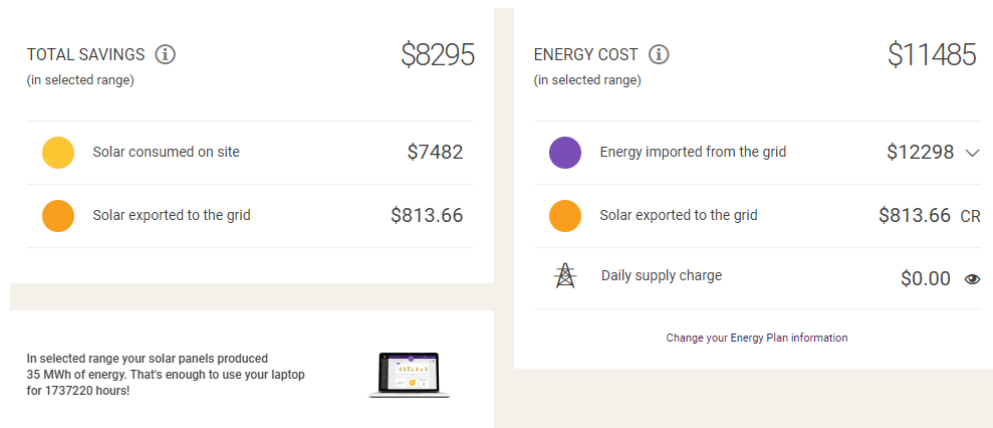 TOTAL SAVINGS
$8295
(in selected range)
Solar consumed on site
$7482
Solar exported to the grid
$813.66
In selected range your solar panels produced
35 MWh of energy. That's enough to use your laptop
for 1737220 hours!
ENERGY COST
$11485
(in selected range)
Energy imported from the grid
$12298
Solar exported to the grid
$813.66 CR
Daily supply charge
$0.00
Change your Energy Plan information